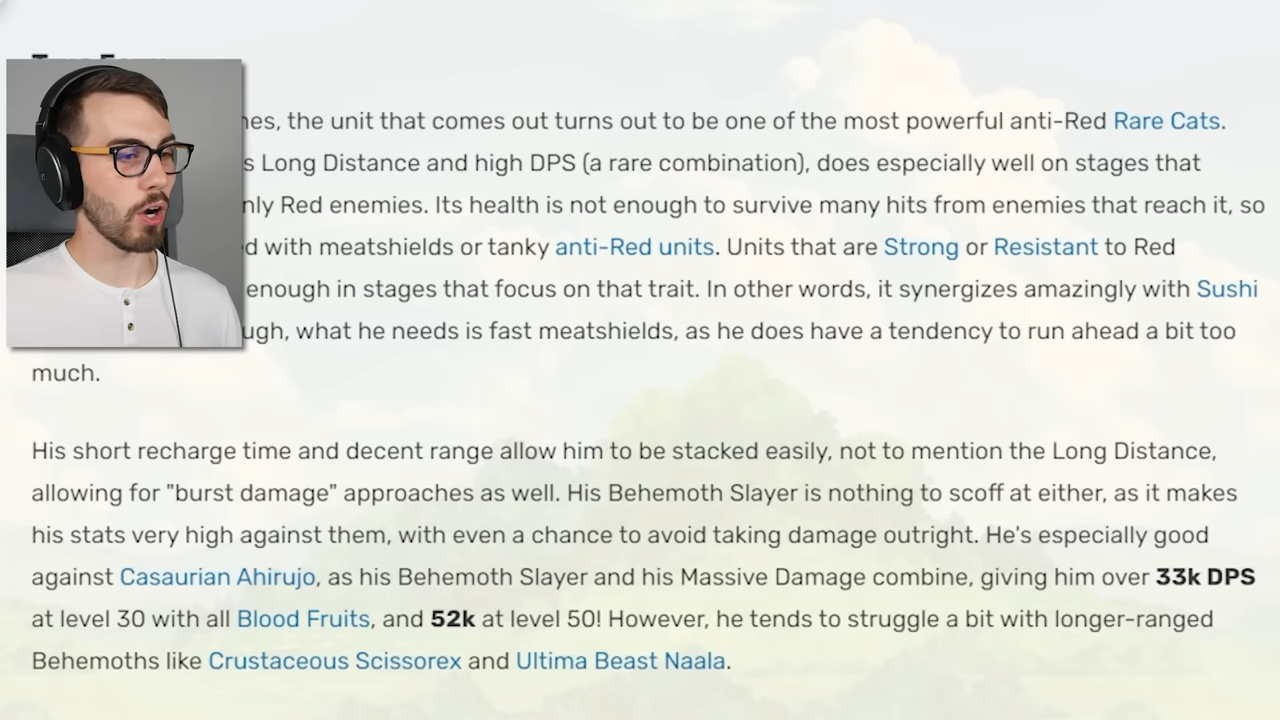 the unit that comes out turns out to be one of the most powerful anti-Red Rare Cats.
Long Distance and high DPS (a rare combination), does especially well on stages that
Red enemies. Its health is not enough to survive many hits from enemies that reach it, so
with meatshields or tanky anti-Red units. Units that are Strong or Resistant to Red
enough in stages that focus on that trait. In other words, it synergizes amazingly with Sushi
what he needs is fast meatshields, as he does have a tendency to run ahead a bit too
much.
His short recharge time and decent range allow him to be stacked easily, not to mention the Long Distance,
allowing for "burst damage" approaches as well. His Behemoth Slayer is nothing to scoff at either, as it makes
his stats very high against them, with even a chance to avoid taking damage outright. He's especially good
against Casaurian Ahirujo, as his Behemoth Slayer and his Massive Damage combine, giving him over 33k DPS
at level 30 with all Blood Fruits, and 52k at level 50! However, he tends to struggle a bit with longer-ranged
Behemoths like Crustaceous Scissorex and Ultima Beast Naala.